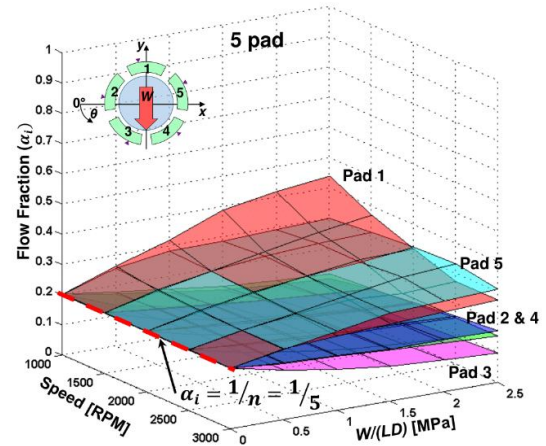 5 pad
1
0.9
0.8
0.7
0.6
0.5
0.4
0.3
0.2
0.1
0
Flow Fraction (αᵢ)
y
x
0°
θ
W
1
2
3
4
5
Pad 1
Pad 5
Pad 2 & 4
Pad 3
αᵢ = 1/n = 1/5
1000
1500
2000
2500
3000
Speed [RPM]
0
0.5
1
1.5
2
2.5
W/(LD) [MPa]